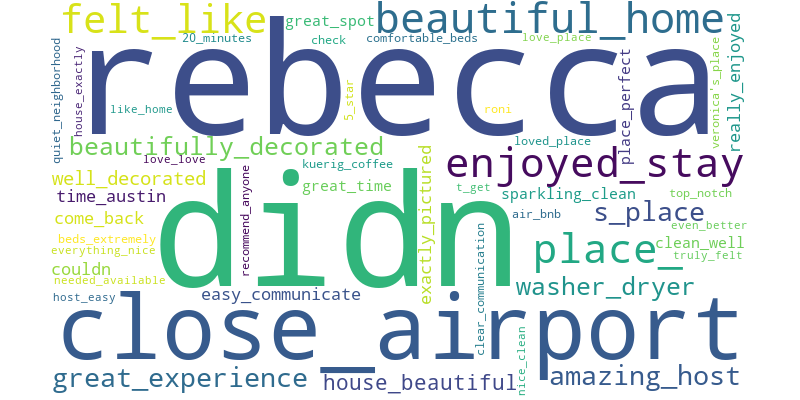 felt_like
great_spot
beautiful_home
20_minutes
check
comfortable_beds
love_place
rebecca
quiet_neighborhood
house_exactly
like_home
5_star
roni
place_perfect
veronica's_place
really_enjoyed
beautifully_decorated
love_love
kuerig_coffee
loved_place
enjoyed_stay
well_decorated
time_austin
recommend_anyone
great_time
exactly_pictured
t_get
sparkling_clean
top_notch
didn
come_back
air_bnb
s_place
even_better
beds_extremely
everything_nice
couldn
needed_available
place_
clean_well
truly_felt
clear_communication
host_easy
easy_communicate
washer_dryer
close_airport
great_experience
house_beautiful
nice_clean
amazing_host